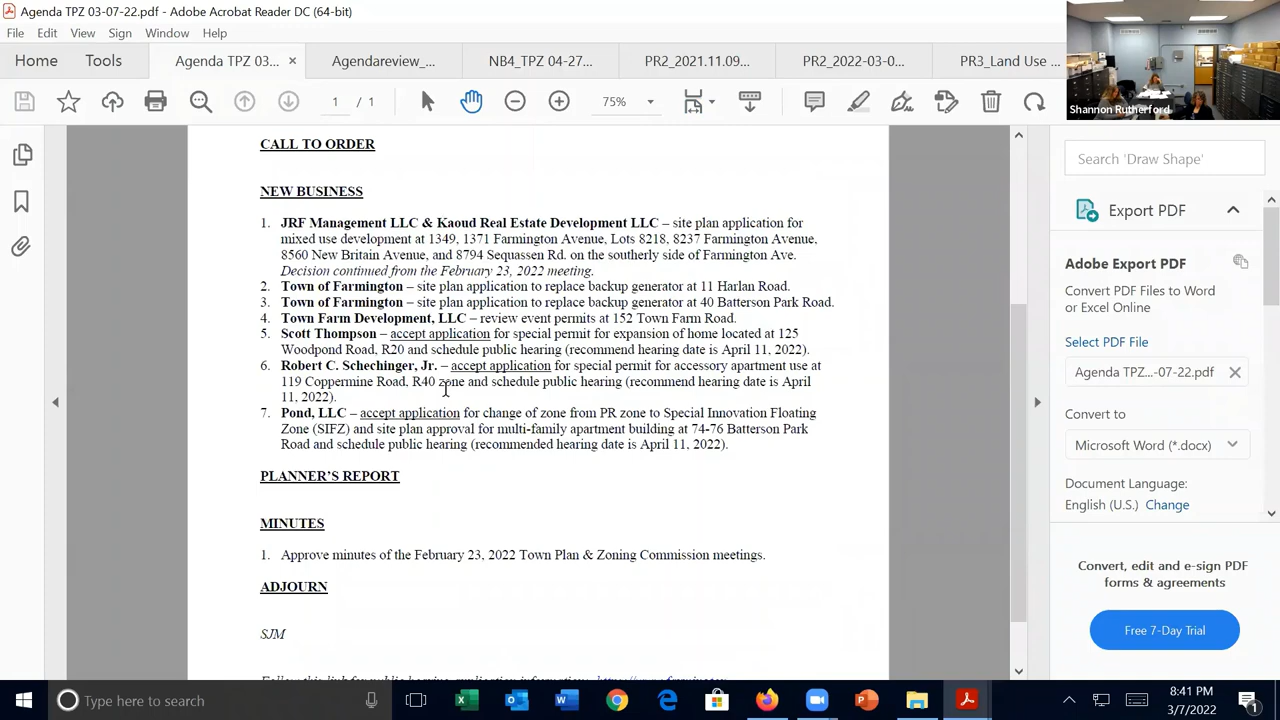 Agenda TPZ 03-07-22.pdf - Adobe Acrobat Reader DC (64-bit)
File Edit View Sign Window Help
Home Tools Agenda TPZ 03... Agendareview_... NB4_TPZ 04-27... PR2_2021.11.09... PR2_2022-03-0... PR3_Land Use ...
1 / 1 75%
Shannon Rutherford
CALL TO ORDER
NEW BUSINESS
1. JRF Management LLC & Kaoud Real Estate Development LLC – site plan application for
mixed use development at 1349, 1371 Farmington Avenue, Lots 8218, 8237 Farmington Avenue,
8560 New Britain Avenue, and 8794 Sequassen Rd. on the southerly side of Farmington Ave.
Decision continued from the February 23, 2022 meeting.
2. Town of Farmington – site plan application to replace backup generator at 11 Harlan Road.
3. Town of Farmington – site plan application to replace backup generator at 40 Batterson Park Road.
4. Town Farm Development, LLC – review event permits at 152 Town Farm Road.
5. Scott Thompson – accept application for special permit for expansion of home located at 125
Woodpond Road, R20 and schedule public hearing (recommend hearing date is April 11, 2022).
6. Robert C. Schechinger, Jr. – accept application for special permit for accessory apartment use at
119 Coppermine Road, R40 zone and schedule public hearing (recommend hearing date is April
11, 2022).
7. Pond, LLC – accept application for change of zone from PR zone to Special Innovation Floating
Zone (SIFZ) and site plan approval for multi-family apartment building at 74-76 Batterson Park
Road and schedule public hearing (recommended hearing date is April 11, 2022).
PLANNER'S REPORT
MINUTES
1. Approve minutes of the February 23, 2022 Town Plan & Zoning Commission meetings.
ADJOURN
SJM
Search 'Draw Shape'
Export PDF
Adobe Export PDF
Convert PDF Files to Word
or Excel Online
Select PDF File
Agenda TPZ...-07-22.pdf
Convert to
Microsoft Word (*.docx)
Document Language:
English (U.S.) Change
Convert, edit and e-sign PDF
forms & agreements
Free 7-Day Trial
Type here to search
8:41 PM
3/7/2022
1